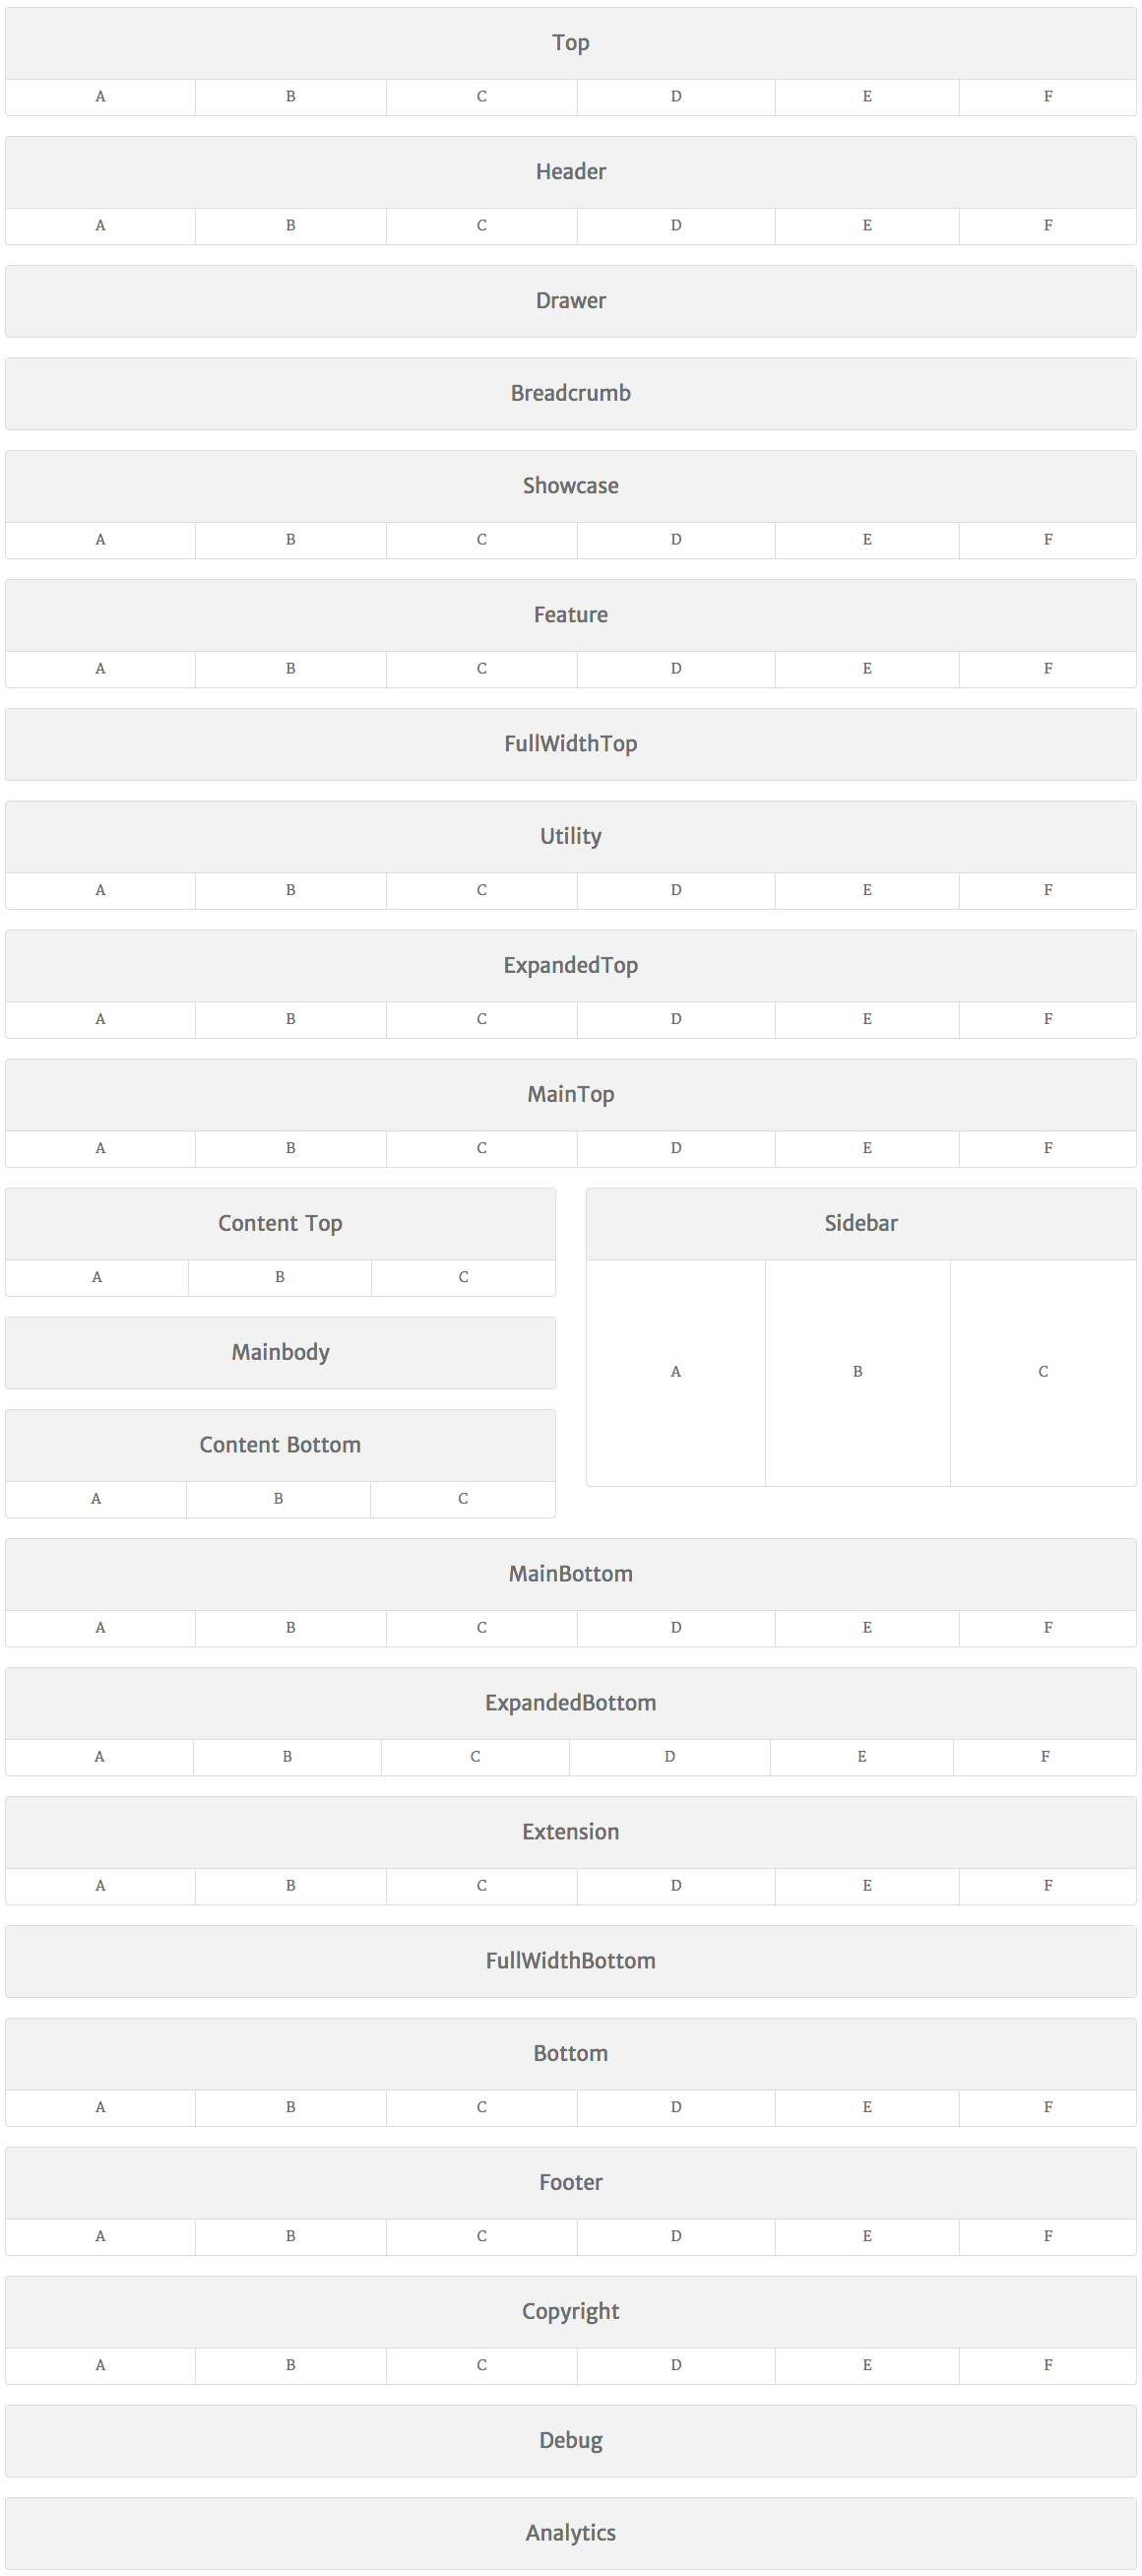 Top
A B C D E F
Header
A B C D E F
Drawer
Breadcrumb
Showcase
A B C D E F
Feature
A B C D E F
FullWidthTop
Utility
A B C D E F
ExpandedTop
A B C D E F
MainTop
A B C D E F
Content Top
A B C
Mainbody
Content Bottom
A B C
Sidebar
A B C
MainBottom
A B C D E F
ExpandedBottom
A B C D E F
Extension
A B C D E F
FullWidthBottom
Bottom
A B C D E F
Footer
A B C D E F
Copyright
A B C D E F
Debug
Analytics